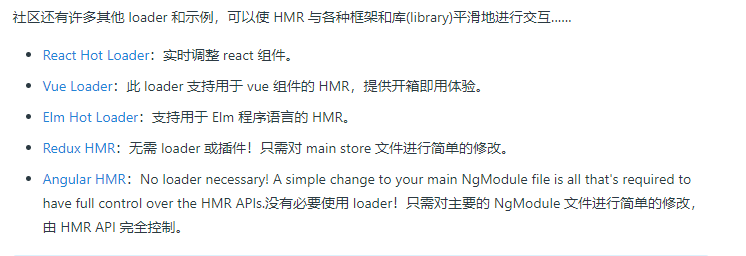 社区还有许多其他 loader 和示例，可以使 HMR 与各种框架和库(library)平滑地进行交互……
React Hot Loader：实时调整 react 组件。
Vue Loader：此 loader 支持用于 vue 组件的 HMR，提供开箱即用体验。
Elm Hot Loader：支持用于 Elm 程序语言的 HMR。
Redux HMR：无需 loader 或插件！只需对 main store 文件进行简单的修改。
Angular HMR：No loader necessary! A simple change to your main NgModule file is all that's required to
have full control over the HMR APIs.没有必要使用 loader！只需对主要的 NgModule 文件进行简单的修改，
由 HMR API 完全控制。